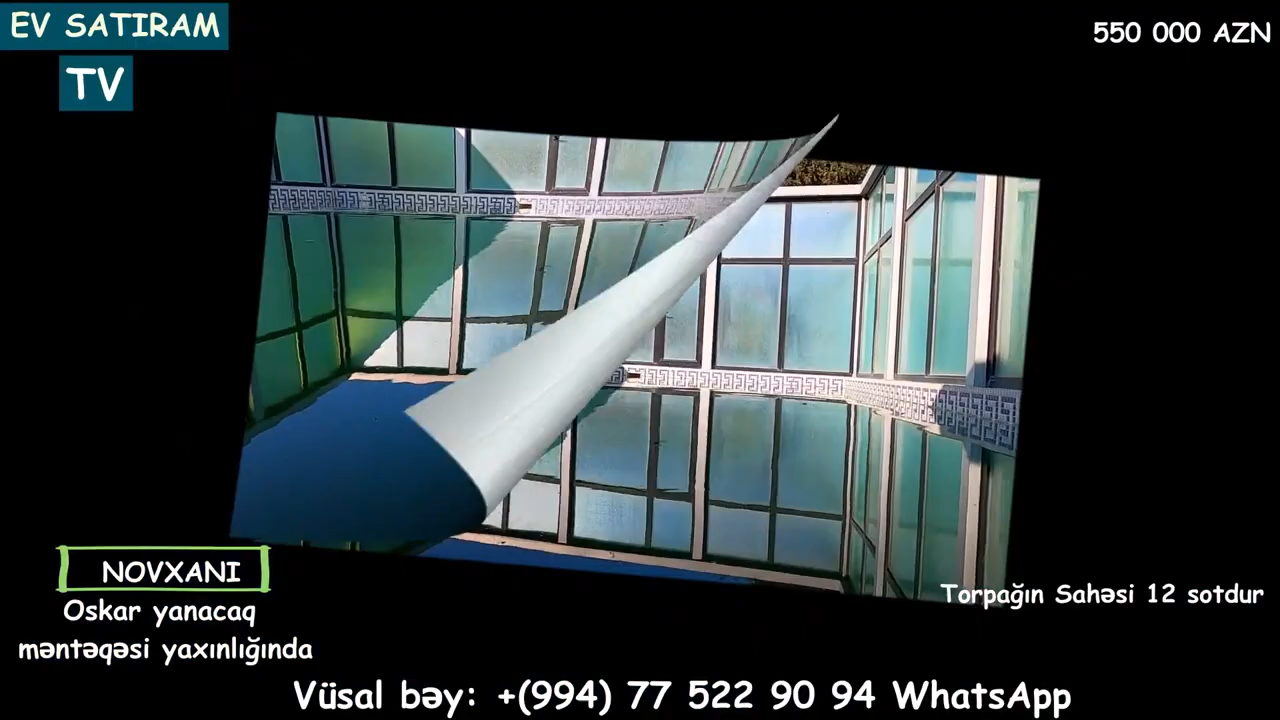 EV SATIRAM
TV
550 000 AZN
NOVXANI
Oskar yanacaq
məntəqəsi yaxınlığında
Torpağın Sahəsi 12 sotdur
Vüsal bəy: +(994) 77 522 90 94 WhatsApp